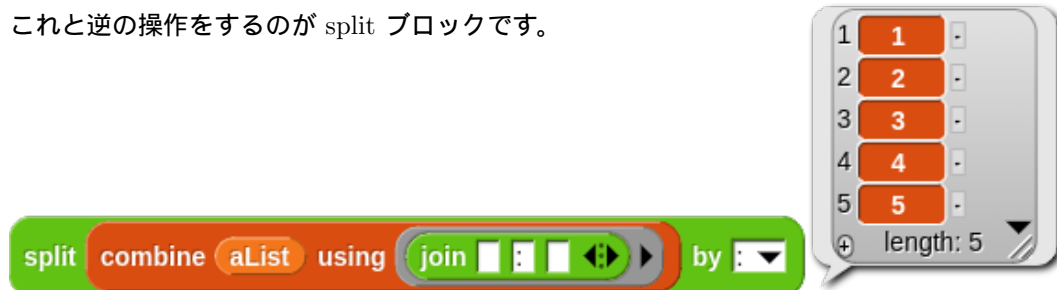 これと逆の操作をするのが split ブロックです。
1 1 -
2 2 -
3 3 -
4 4 -
5 5 -
+ length: 5
split combine aList using join : by :